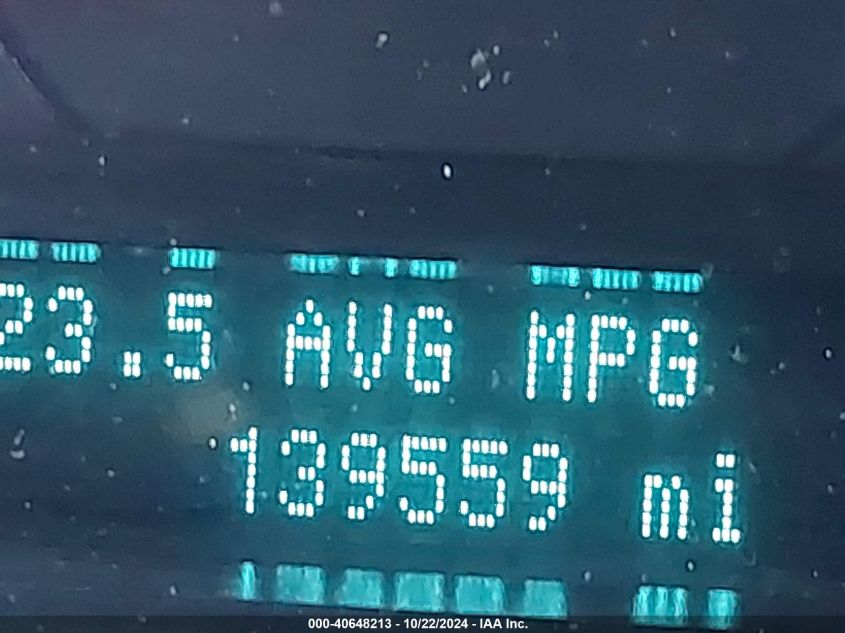 23.5 AVG MPG
139559 mi
000-40648213 - 10/22/2024 - IAA Inc.